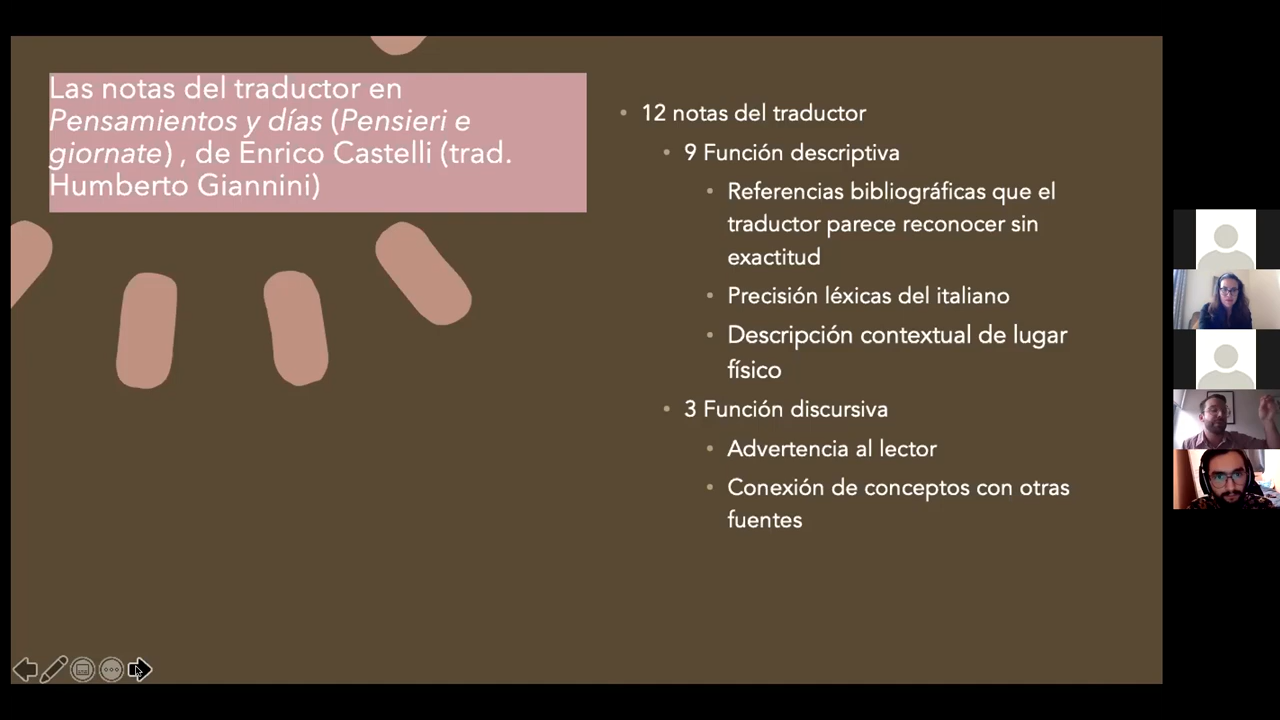 Las notas del traductor en
Pensamientos y días (Pensieri e
giornate) , de Enrico Castelli (trad.
Humberto Giannini)
12 notas del traductor
9 Función descriptiva
Referencias bibliográficas que el
traductor parece reconocer sin
exactitud
Precisión léxicas del italiano
Descripción contextual de lugar
físico
3 Función discursiva
Advertencia al lector
Conexión de conceptos con otras
fuentes